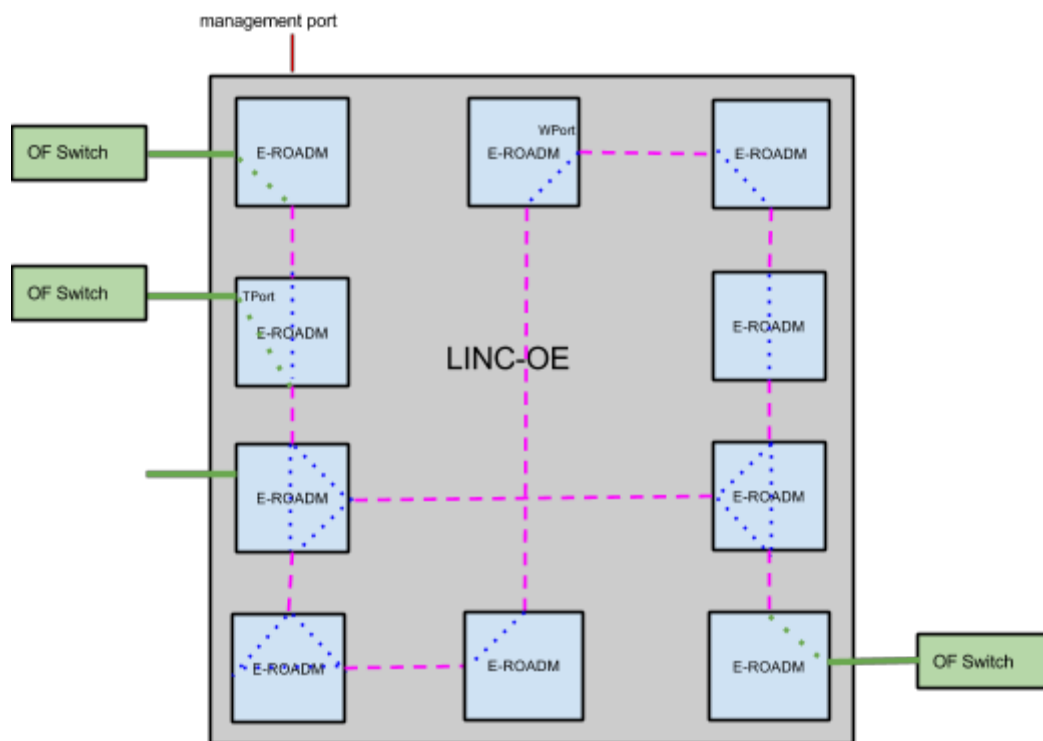 management port
OF Switch
E-ROADM
WPort
E-ROADM
E-ROADM
OF Switch
TPort
E-ROADM
E-ROADM
LINC-OE
E-ROADM
E-ROADM
E-ROADM
E-ROADM
E-ROADM
OF Switch